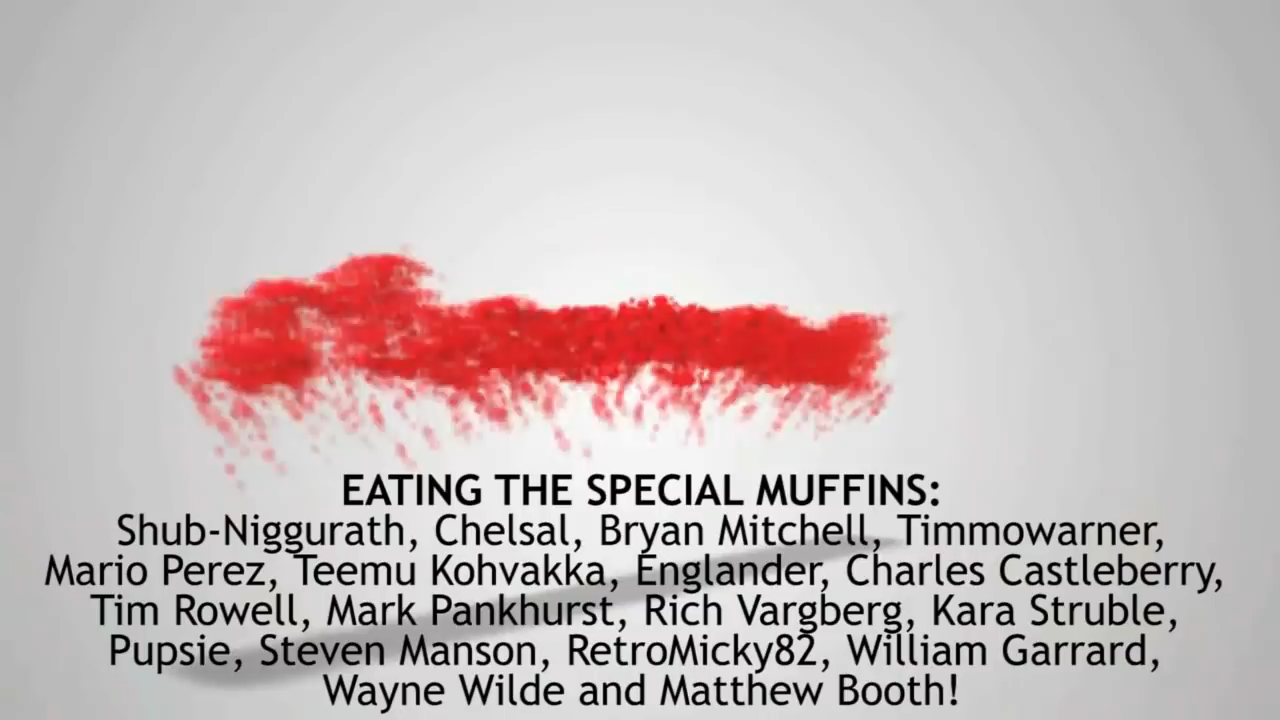 EATING THE SPECIAL MUFFINS:
Shub-Niggurath, Chelsal, Bryan Mitchell, Timmowarner,
Mario Perez, Teemu Kohvakka, Englander, Charles Castleberry,
Tim Rowell, Mark Pankhurst, Rich Vargberg, Kara Struble,
Pupsie, Steven Manson, RetroMicky82, William Garrard,
Wayne Wilde and Matthew Booth!